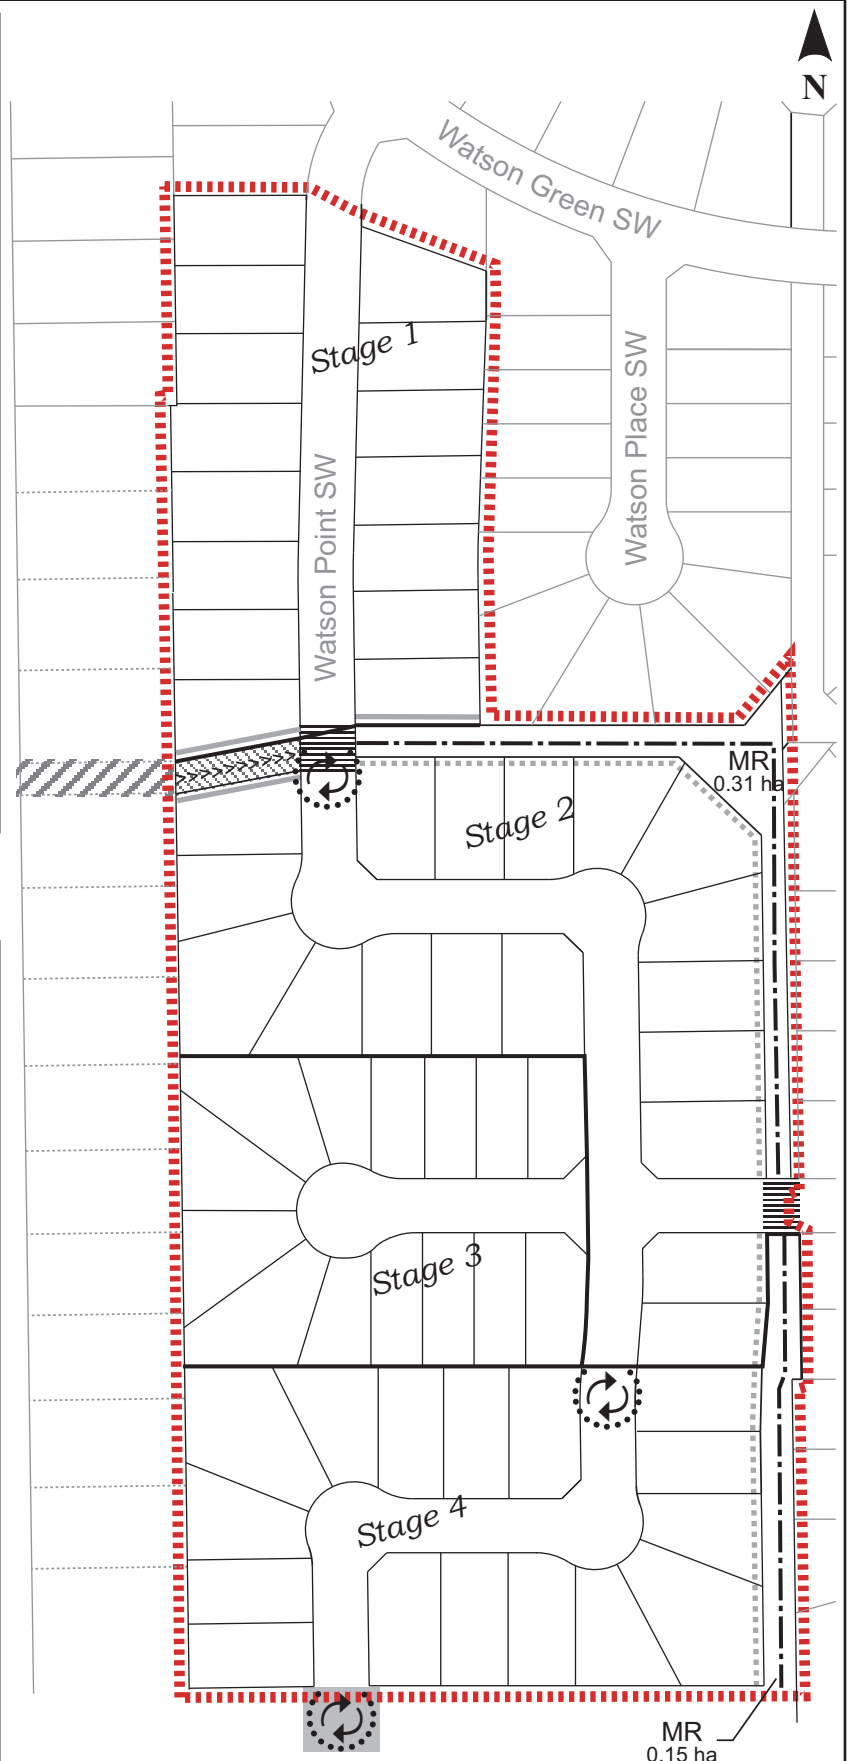 N
Watson Green SW
Stage 1
Watson Place SW
Watson Point SW
MR
0.31 ha
Stage 2
Stage 3
Stage 4
MR
0.15 ha